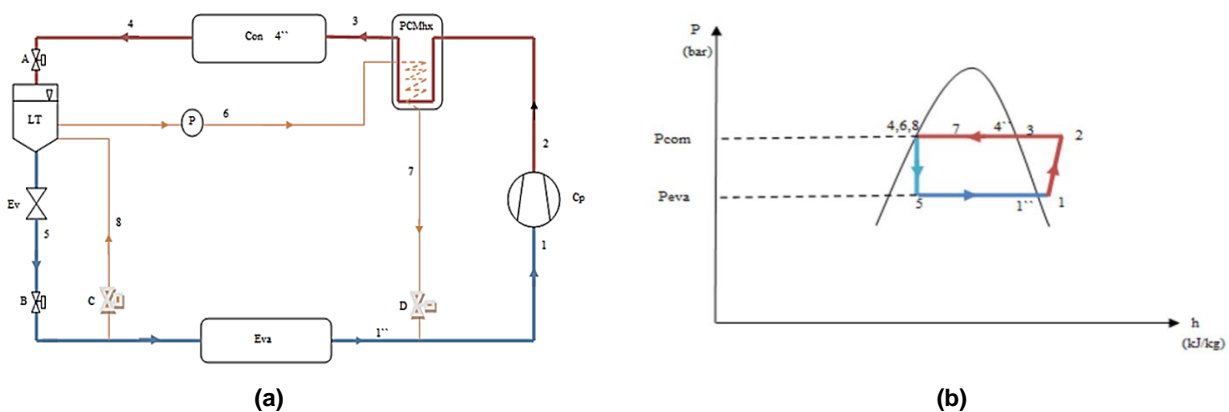 4
3
PCMhx
Con 4``
A
LT
P
6
2
7
Cp
Ev
5
8
1
B
C
D
Eva
1``
(a)
P
(bar)
4,6,8
7
4``
3
2
Pcom
Peva
5
1``
1
h
(kJ/kg)
(b)